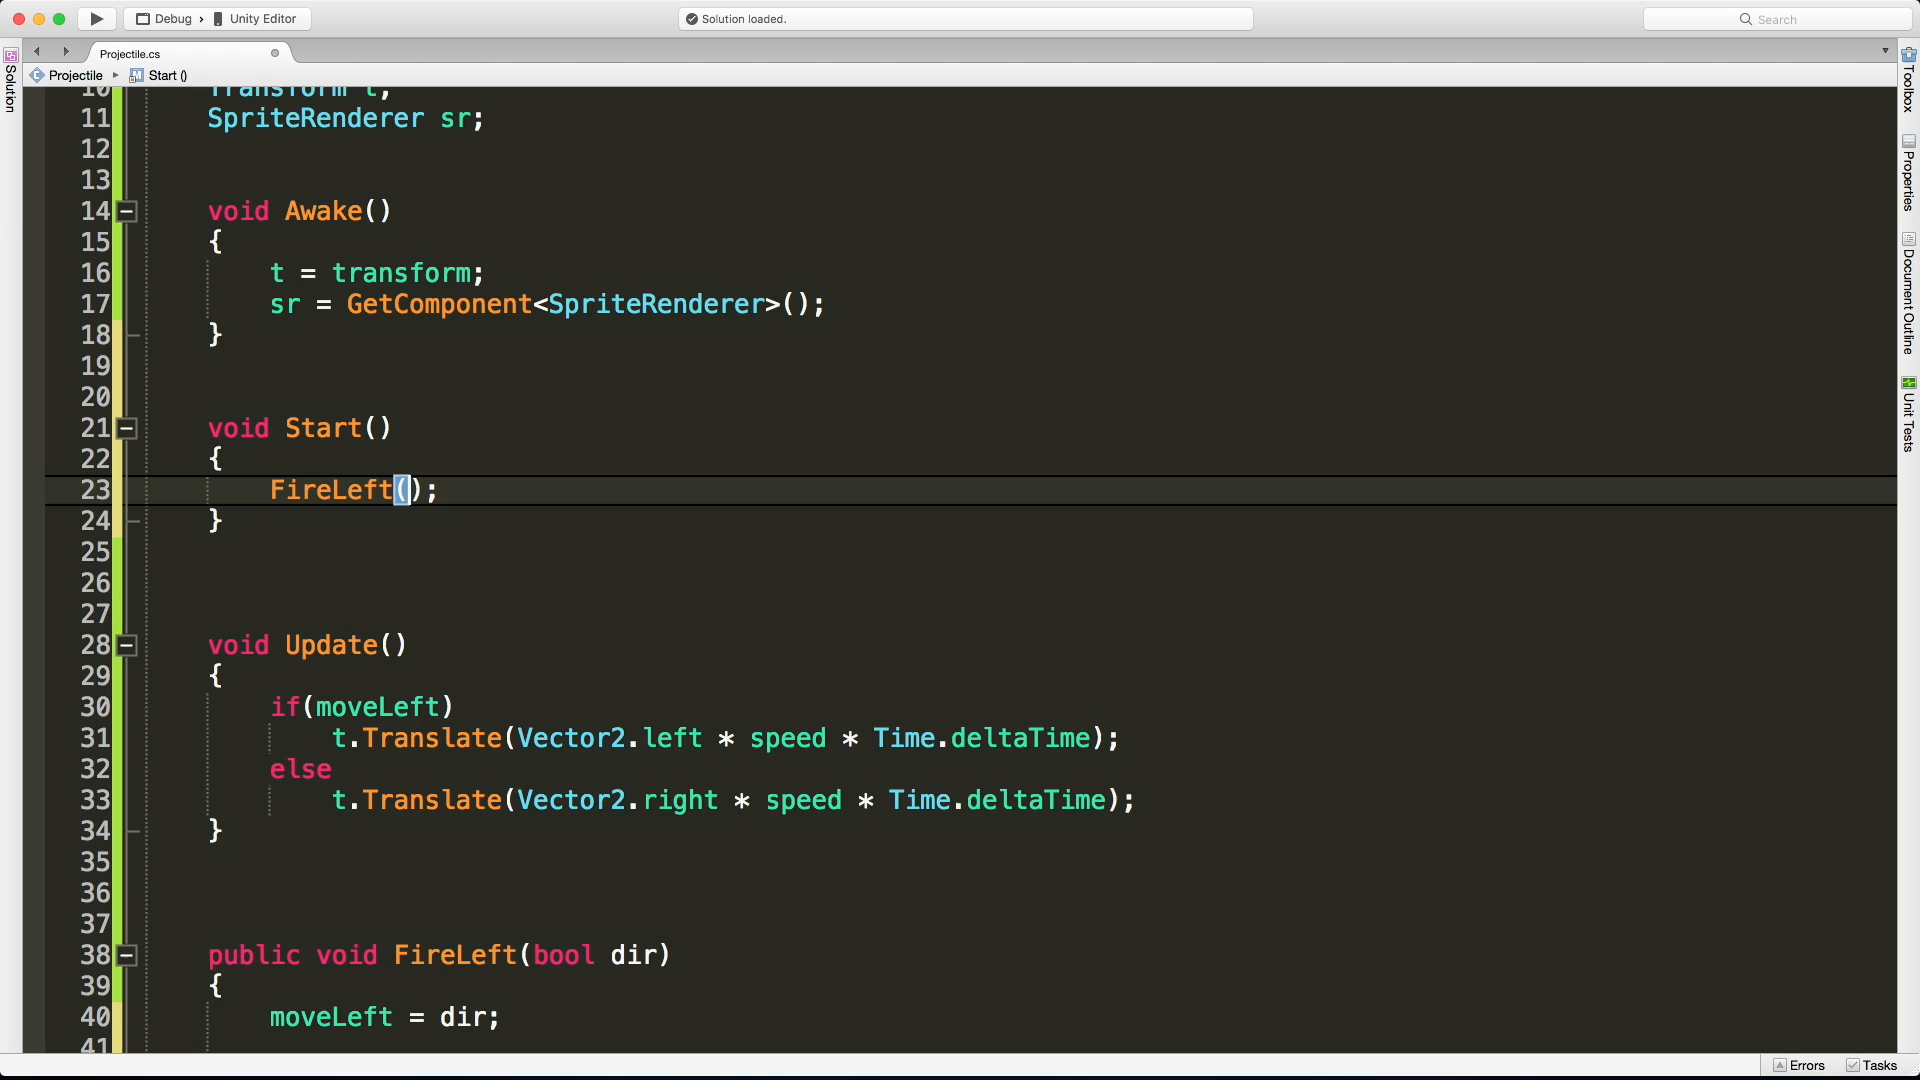 Debug › Unity Editor
Solution loaded.
Search
Projectile.cs
Projectile ▸ Start ()
Solution
Toolbox
Properties
Document Outline
Unit Tests
10 Transform t;
11 SpriteRenderer sr;
12
13
14 void Awake()
15 {
16 t = transform;
17 sr = GetComponent<SpriteRenderer>();
18 }
19
20
21 void Start()
22 {
23 FireLeft();
24 }
25
26
27
28 void Update()
29 {
30 if(moveLeft)
31 t.Translate(Vector2.left * speed * Time.deltaTime);
32 else
33 t.Translate(Vector2.right * speed * Time.deltaTime);
34 }
35
36
37
38 public void FireLeft(bool dir)
39 {
40 moveLeft = dir;
41
Errors
Tasks